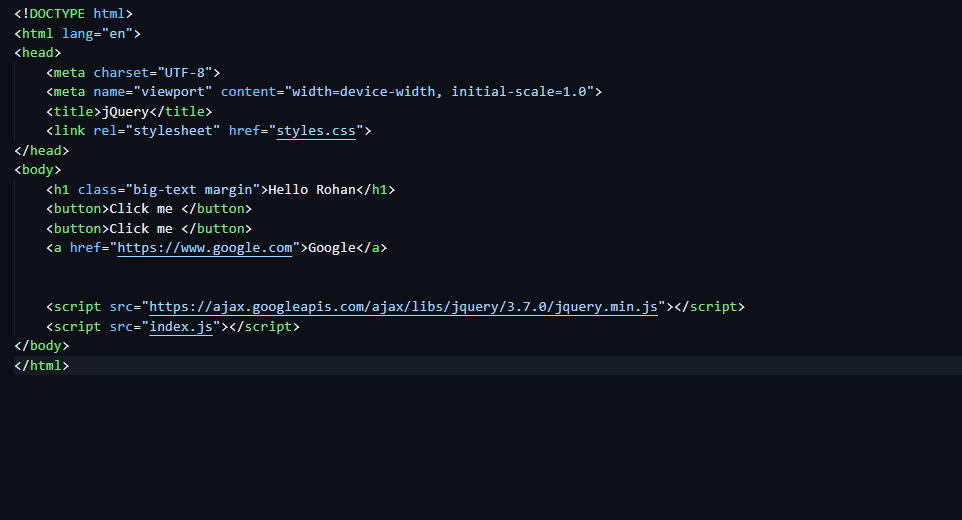 <!DOCTYPE html>
<html lang="en">
<head>
    <meta charset="UTF-8">
    <meta name="viewport" content="width=device-width, initial-scale=1.0">
    <title>jQuery</title>
    <link rel="stylesheet" href="styles.css">
</head>
<body>
    <h1 class="big-text margin">Hello Rohan</h1>
    <button>Click me </button>
    <button>Click me </button>
    <a href="https://www.google.com">Google</a>
    <script src="https://ajax.googleapis.com/ajax/libs/jquery/3.7.0/jquery.min.js"></script>
    <script src="index.js"></script>
</body>
</html>